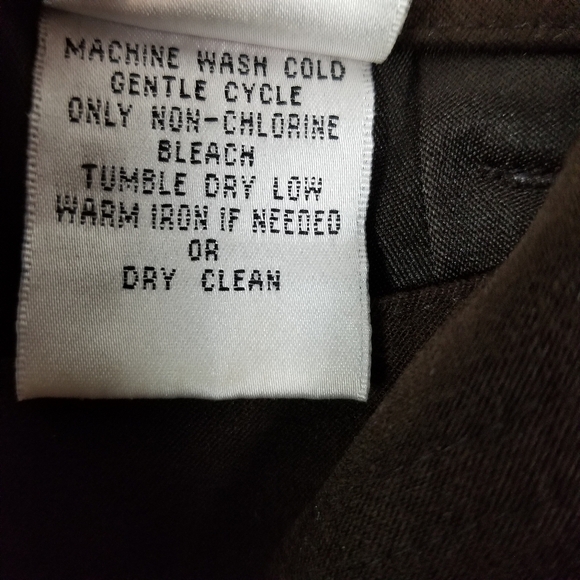 MACHINE WASH COLD
GENTLE CYCLE
ONLY NON-CHLORINE
BLEACH
TUMBLE DRY LOW
WARM IRON IF NEEDED
OR
DRY CLEAN